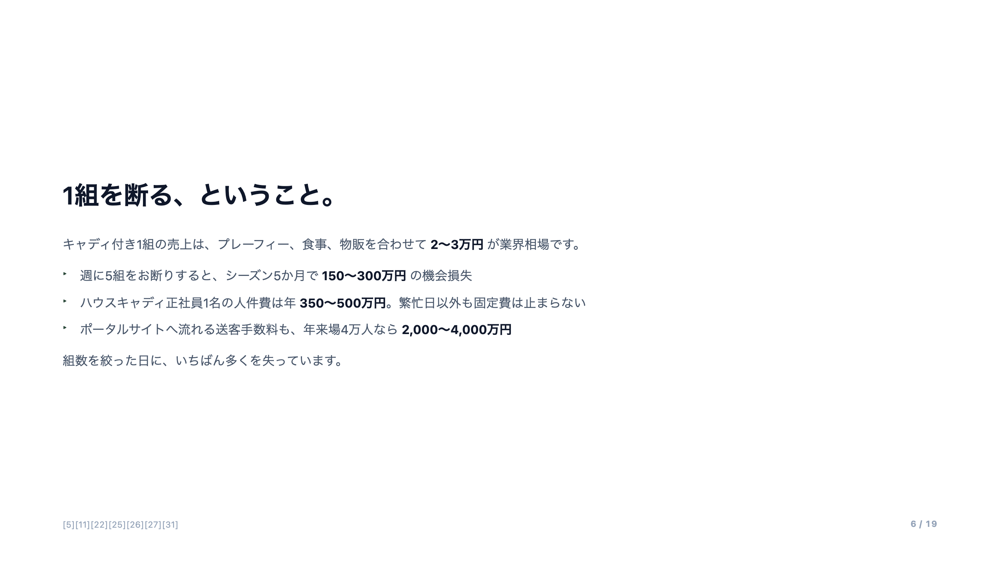 1組を断る、ということ。
キャディ付き1組の売上は、プレーフィー、食事、物販を合わせて 2〜3万円 が業界相場です。
‣ 週に5組をお断りすると、シーズン5か月で 150〜300万円 の機会損失
‣ ハウスキャディ正社員1名の人件費は年 350〜500万円。繁忙日以外も固定費は止まらない
‣ ポータルサイトへ流れる送客手数料も、年来場4万人なら 2,000〜4,000万円
組数を絞った日に、いちばん多くを失っています。
[5][11][22][25][26][27][31]
6 / 19